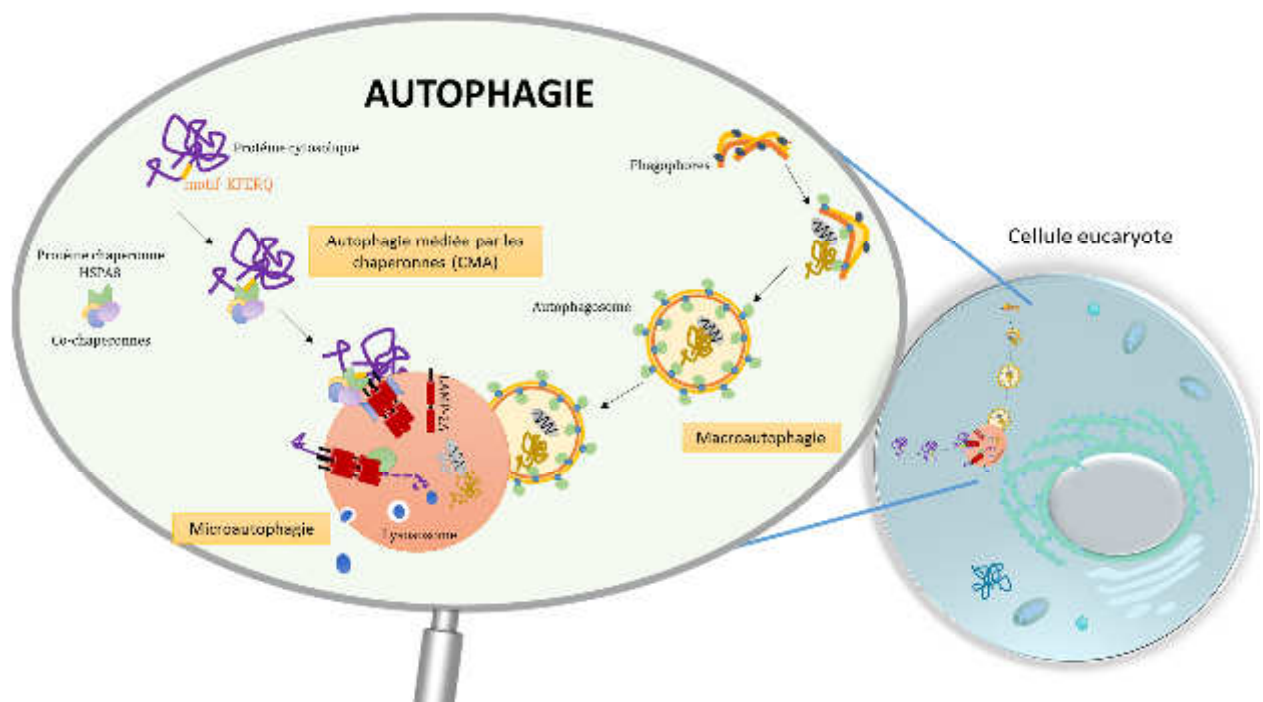 AUTOPHAGIE
Protéine cytosolique
motif KFERQ
Phagophores
Autophagie médiée par les
chaperonnes (CMA)
Protéine chaperonne
HSPA8
Co-chaperonnes
Autophagosome
Cellule eucaryote
LAMP2A
Macroautophagie
Microautophagie
Lysosome